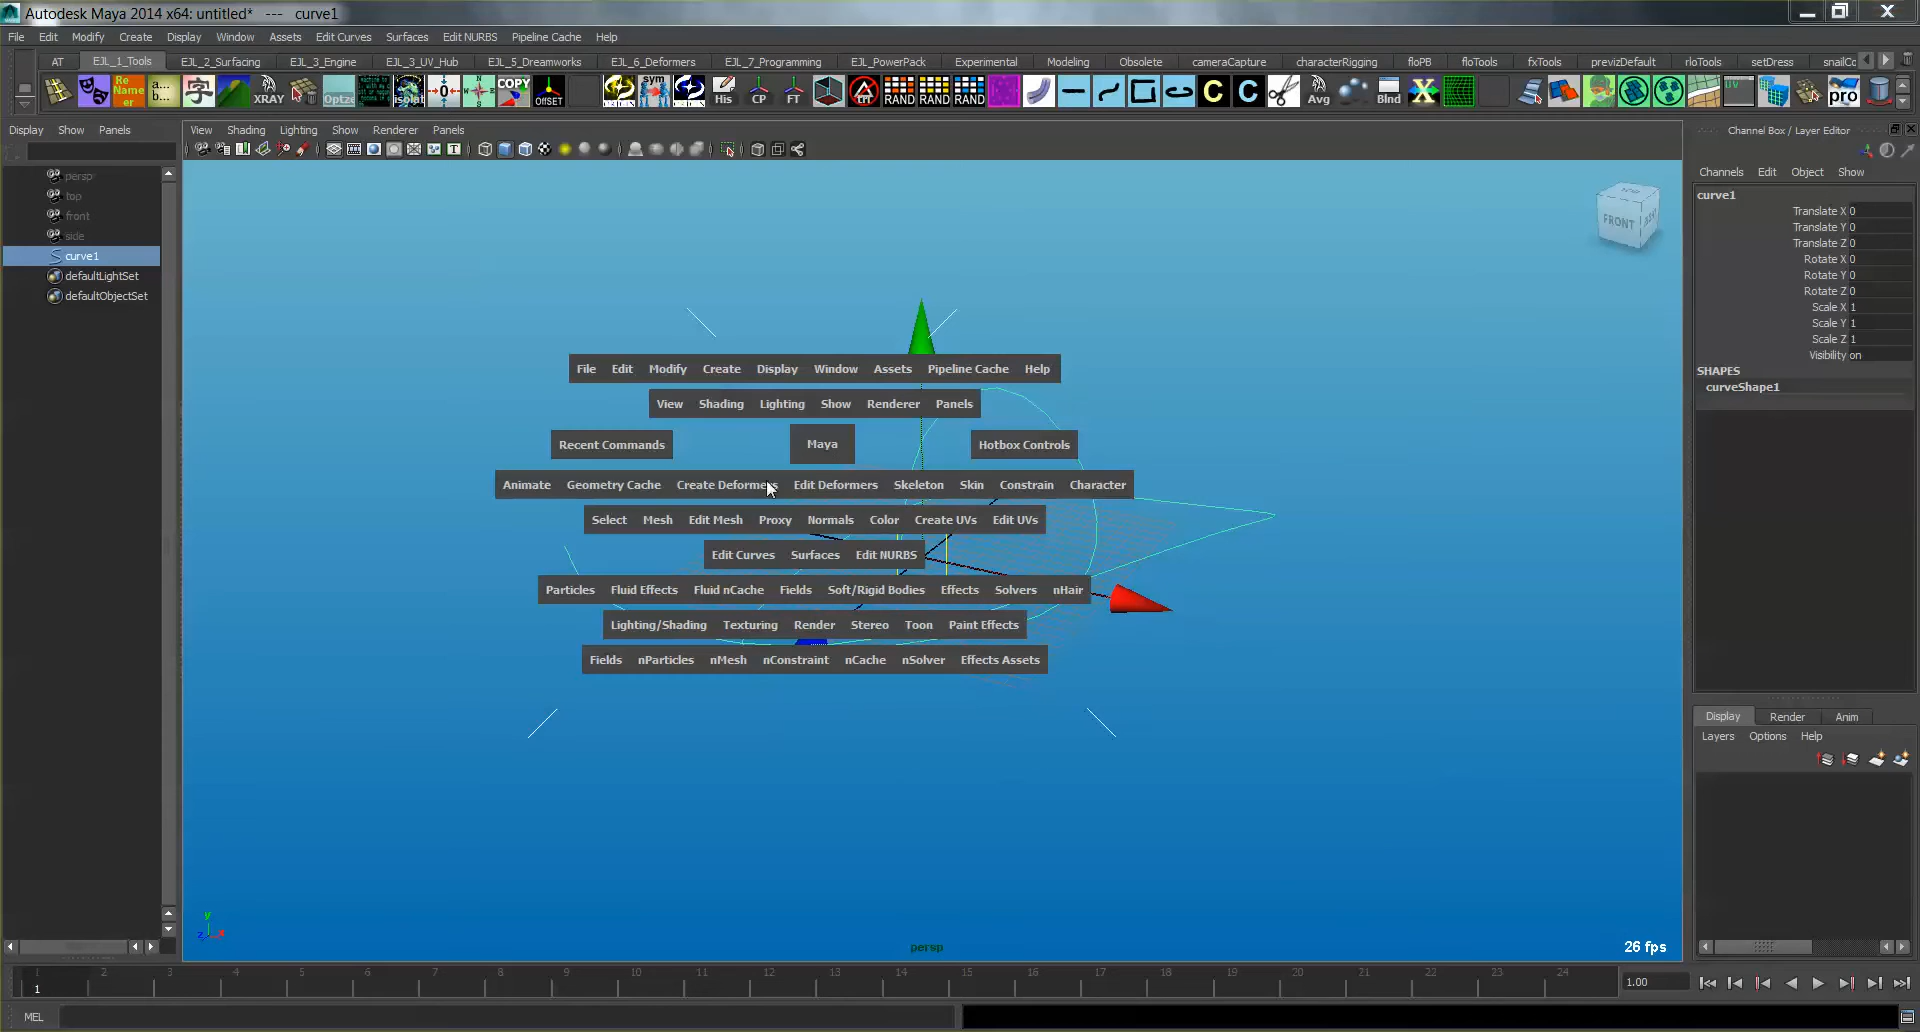 Autodesk Maya 2014 x64: untitled* --- curve1
File Edit Modify Create Display Window Assets Edit Curves Surfaces Edit NURBS Pipeline Cache Help
AT EJL_1_Tools EJL_2_Surfacing EJL_3_Engine EJL_3_UV_Hub EJL_5_Dreamworks EJL_6_Deformers EJL_7_Programming EJL_PowerPack Experimental Modeling Obsolete cameraCapture characterRigging floPB floTools fxTools previzDefault rloTools setDress snailCc
Re Name er a... b... 字 XRAY Optze isolat 0 sym COPY OFFSET His CP FT RAND RAND RAND C C Avg Blnd X uv pro
Display Show Panels
View Shading Lighting Show Renderer Panels
Channel Box / Layer Editor
Channels Edit Object Show
persp
top
front
side
curve1
defaultLightSet
defaultObjectSet
FRONT
curve1
Translate X 0
Translate Y 0
Translate Z 0
Rotate X 0
Rotate Y 0
Rotate Z 0
Scale X 1
Scale Y 1
Scale Z 1
Visibility on
SHAPES
curveShape1
File Edit Modify Create Display Window Assets Pipeline Cache Help
View Shading Lighting Show Renderer Panels
Recent Commands Maya Hotbox Controls
Animate Geometry Cache Create Deformers Edit Deformers Skeleton Skin Constrain Character
Select Mesh Edit Mesh Proxy Normals Color Create UVs Edit UVs
Edit Curves Surfaces Edit NURBS
Particles Fluid Effects Fluid nCache Fields Soft/Rigid Bodies Effects Solvers nHair
Lighting/Shading Texturing Render Stereo Toon Paint Effects
Fields nParticles nMesh nConstraint nCache nSolver Effects Assets
Display Render Anim
Layers Options Help
y
z x
persp
26 fps
1 2 3 4 5 6 7 8 9 10 11 12 13 14 15 16 17 18 19 20 21 22 23 24
1
1.00
MEL